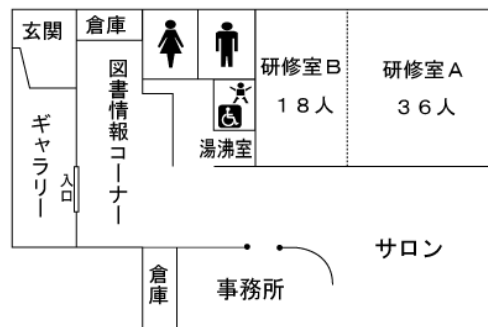 玄関
倉庫
研修室B
18人
研修室A
36人
図書情報コーナー
ギャラリー
入口
湯沸室
サロン
倉庫
事務所